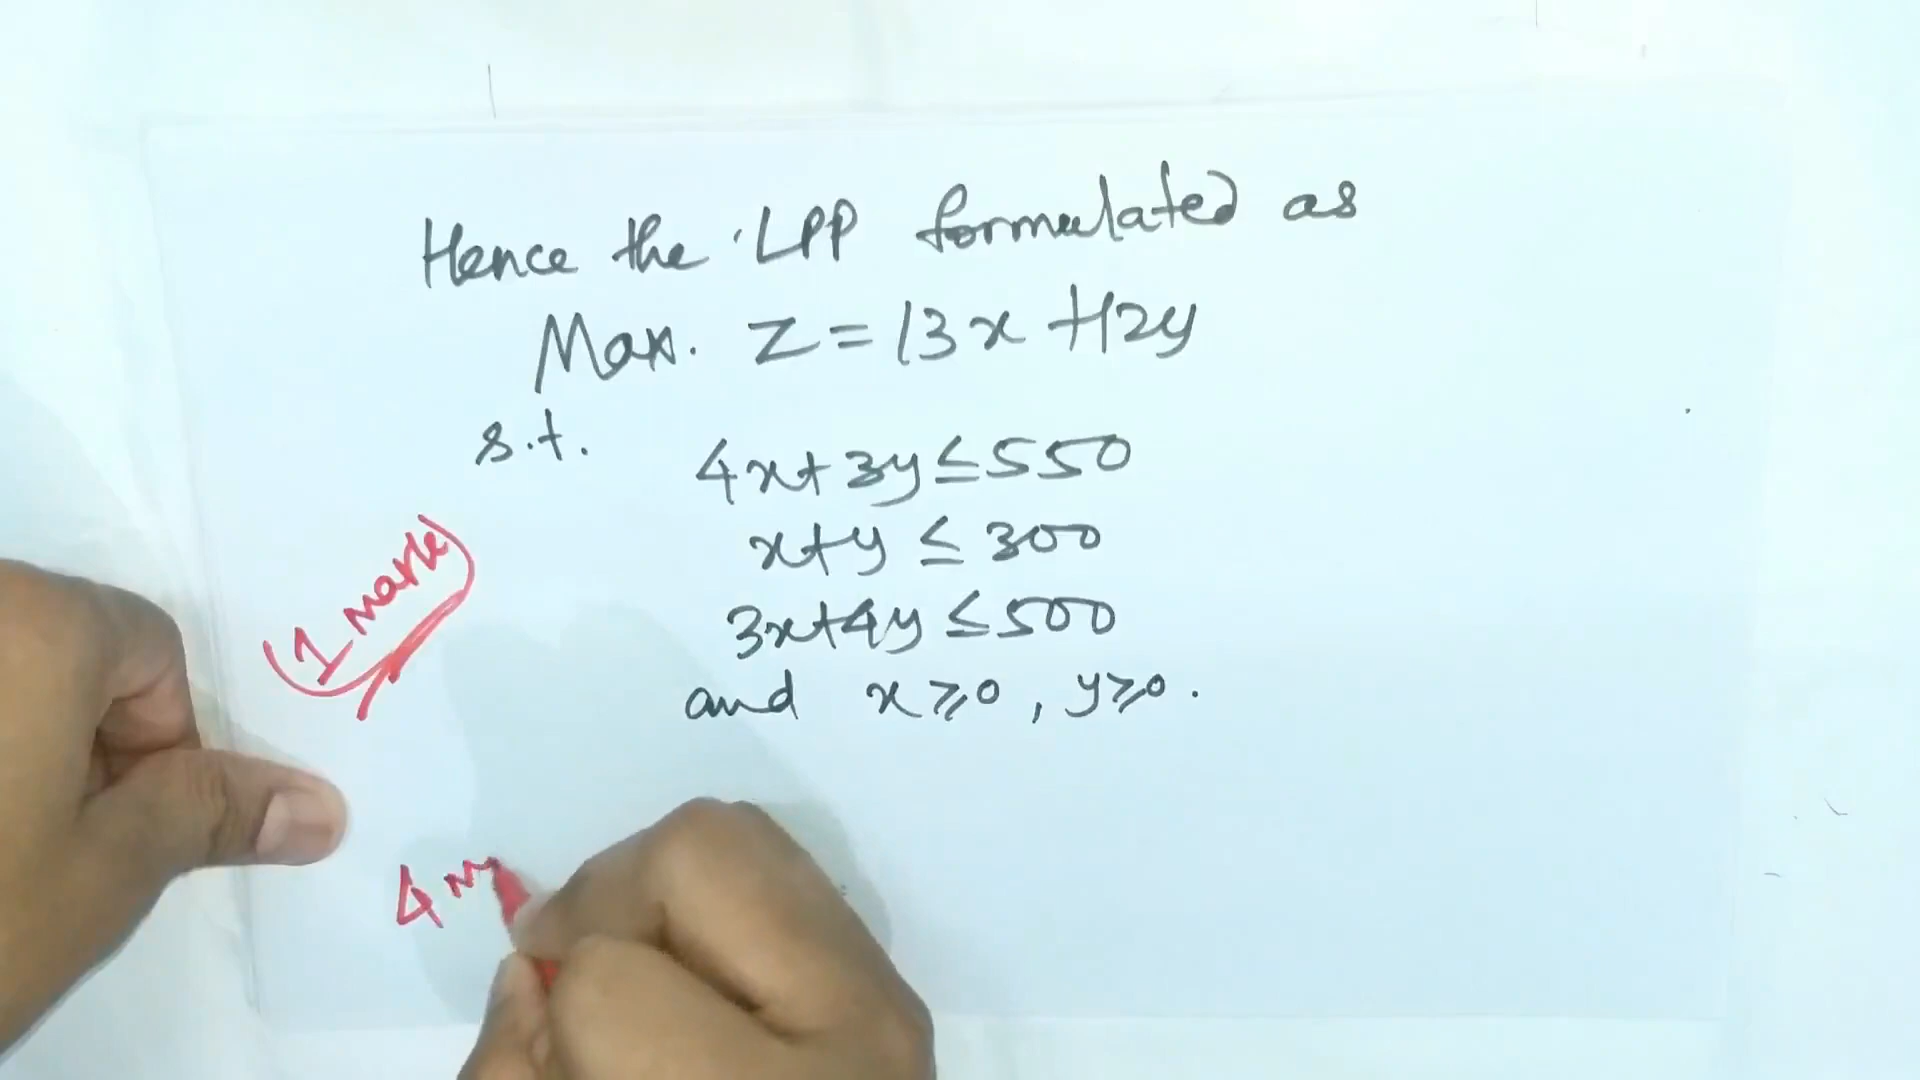 Hence the LPP formulated as
Max. Z = 13x + 12y
s.t.
4x + 3y ≤ 550
x + y ≤ 300
3x + 4y ≤ 500
and x ≥ 0, y ≥ 0.
1 mark
4 m